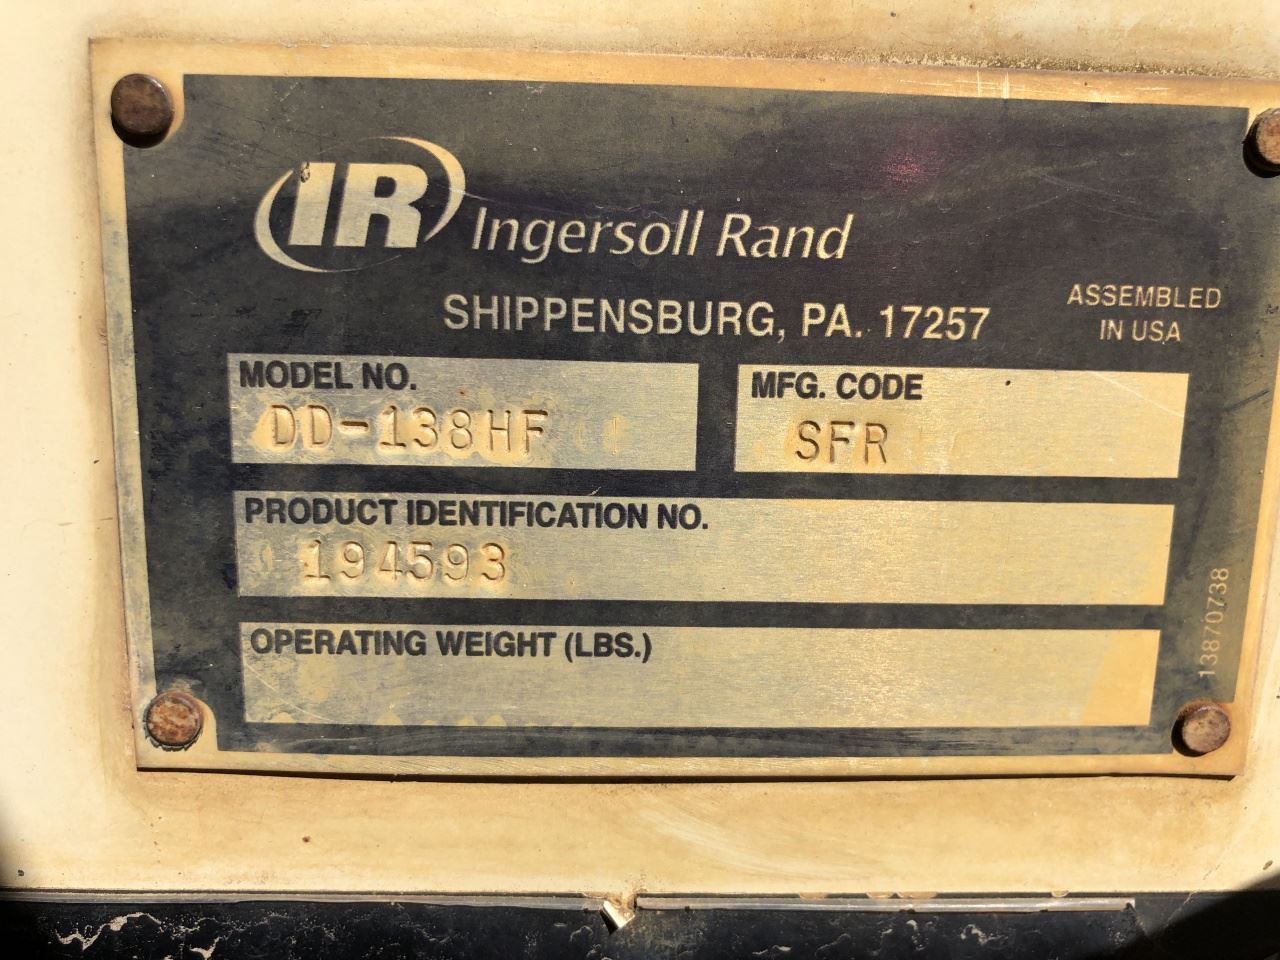 IR Ingersoll Rand
SHIPPENSBURG, PA. 17257
ASSEMBLED
IN USA
MODEL NO.
DD-138HF
MFG. CODE
SFR
PRODUCT IDENTIFICATION NO.
194593
OPERATING WEIGHT (LBS.)
13870738